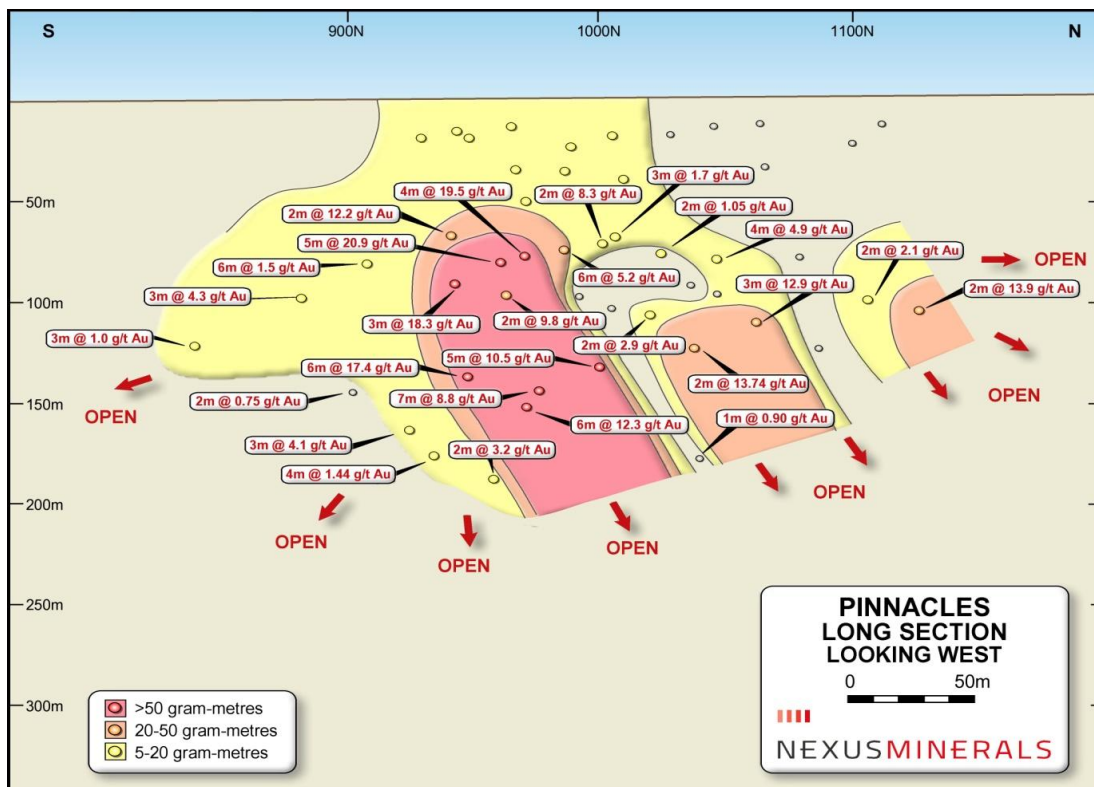 S
900N
1000N
1100N
N
50m
100m
150m
200m
250m
300m
4m @ 19.5 g/t Au
2m @ 8.3 g/t Au
3m @ 1.7 g/t Au
2m @ 12.2 g/t Au
2m @ 1.05 g/t Au
5m @ 20.9 g/t Au
4m @ 4.9 g/t Au
2m @ 2.1 g/t Au
OPEN
6m @ 1.5 g/t Au
6m @ 5.2 g/t Au
3m @ 12.9 g/t Au
2m @ 13.9 g/t Au
3m @ 4.3 g/t Au
3m @ 18.3 g/t Au
2m @ 9.8 g/t Au
3m @ 1.0 g/t Au
2m @ 2.9 g/t Au
5m @ 10.5 g/t Au
6m @ 17.4 g/t Au
2m @ 13.74 g/t Au
OPEN
2m @ 0.75 g/t Au
7m @ 8.8 g/t Au
OPEN
1m @ 0.90 g/t Au
6m @ 12.3 g/t Au
OPEN
3m @ 4.1 g/t Au
2m @ 3.2 g/t Au
4m @ 1.44 g/t Au
OPEN
OPEN
OPEN
OPEN
OPEN
PINNACLES
LONG SECTION
LOOKING WEST
0 50m
NEXUSMINERALS
>50 gram-metres
20-50 gram-metres
5-20 gram-metres